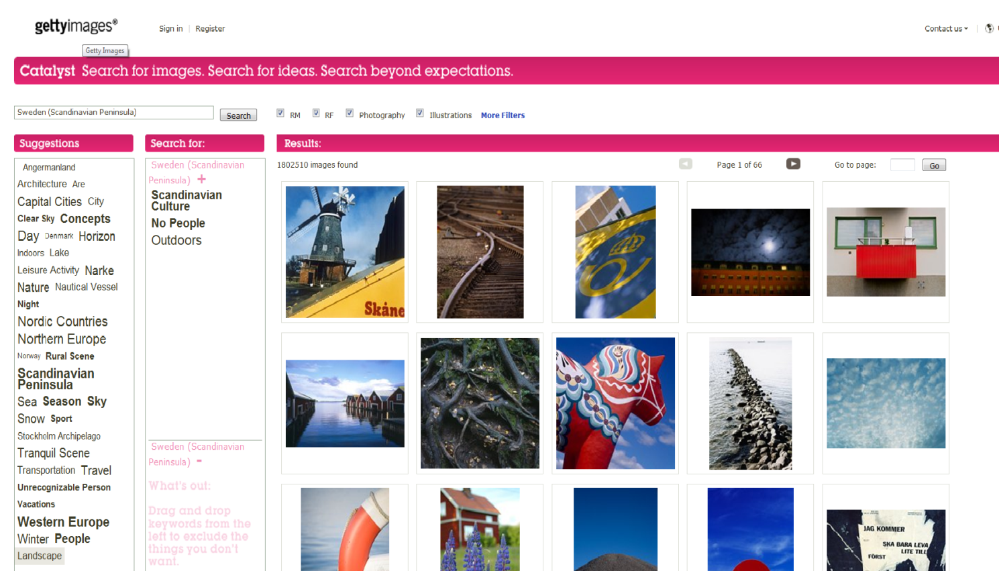 gettyimages®
Sign in | Register
Contact us
Getty Images
Catalyst Search for images. Search for ideas. Search beyond expectations.
Sweden (Scandinavian Peninsula)
Search
RM
RF
Photography
Illustrations
More Filters
Suggestions
Angermanland
Architecture Are
Capital Cities City
Clear Sky Concepts
Day Denmark Horizon
Indoors Lake
Leisure Activity Narke
Nature Nautical Vessel
Night
Nordic Countries
Northern Europe
Norway Rural Scene
Scandinavian
Peninsula
Sea Season Sky
Snow Sport
Stockholm Archipelago
Tranquil Scene
Transportation Travel
Unrecognizable Person
Vacations
Western Europe
Winter People
Landscape
Search for:
Sweden (Scandinavian
Peninsula) +
Scandinavian
Culture
No People
Outdoors
Sweden (Scandinavian
Peninsula) -
What's out:
Drag and drop
keywords from the
left to exclude the
things you don't
want.
Results:
1802510 images found
Page 1 of 66
Go to page:
Go
Skåne
JAG KOMMER
SKA BARA LEVA
LITE TILL
FÖRST